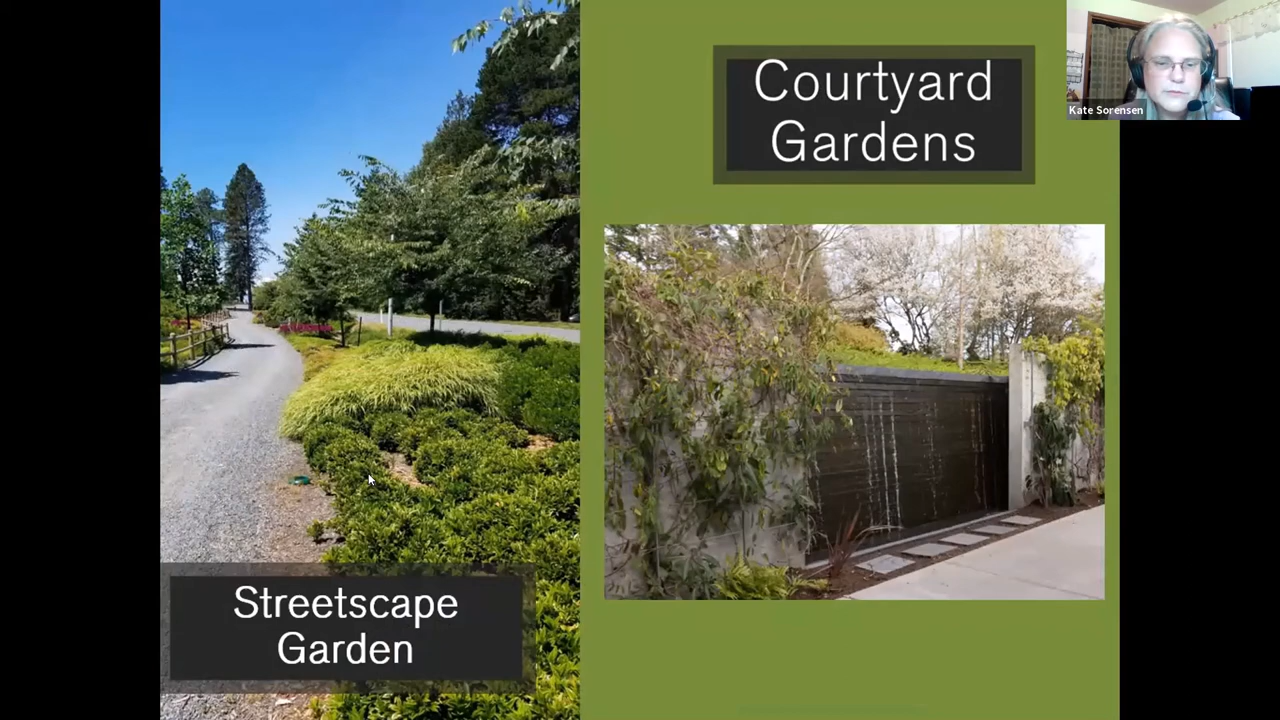 Courtyard
Gardens
Kate Sorensen
Streetscape
Garden